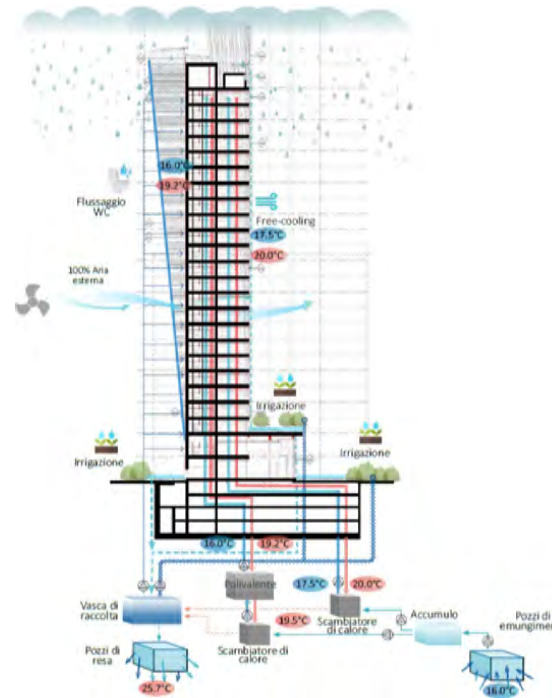 16.0°C
19.2°C
Flussaggio
WC
Free-cooling
17.5°C
20.0°C
100% Aria
esterna
Irrigazione
Irrigazione
Irrigazione
16.0°C
19.2°C
Polivalente
17.5°C
20.0°C
Vasca di
raccolta
19.5°C
Scambiatore
di calore
Accumulo
Pozzi di
emungime
Scambiatore di
calore
Pozzi di
resa
25.7°C
16.0°C